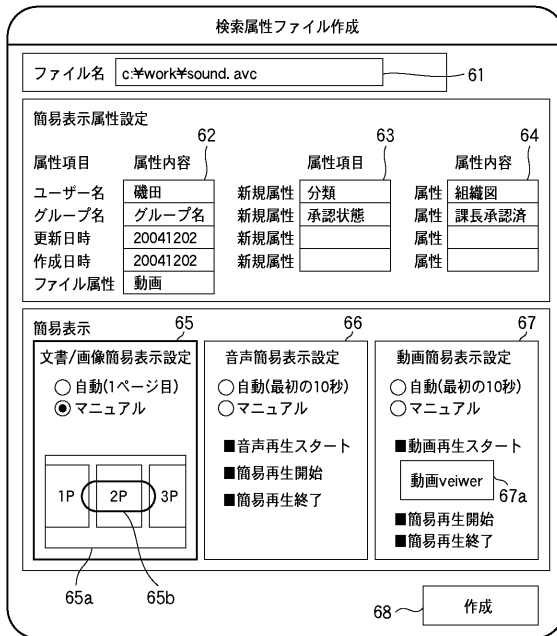 検索属性ファイル作成
ファイル名 c:¥work¥sound. avc 61
簡易表示属性設定
62 63 64
属性項目 属性内容 属性項目 属性内容
ユーザー名 磯田 新規属性 分類 属性 組織図
グループ名 グループ名 新規属性 承認状態 属性 課長承認済
更新日時 20041202 新規属性 属性
作成日時 20041202 新規属性 属性
ファイル属性 動画
簡易表示 65 66 67
文書/画像簡易表示設定 音声簡易表示設定 動画簡易表示設定
自動(1ページ目) 自動(最初の10秒) 自動(最初の10秒)
マニュアル マニュアル マニュアル
■音声再生スタート ■動画再生スタート
1P 2P 3P ■簡易再生開始 動画veiwer 67a
■簡易再生終了 ■簡易再生開始
■簡易再生終了
65a 65b
68 作成